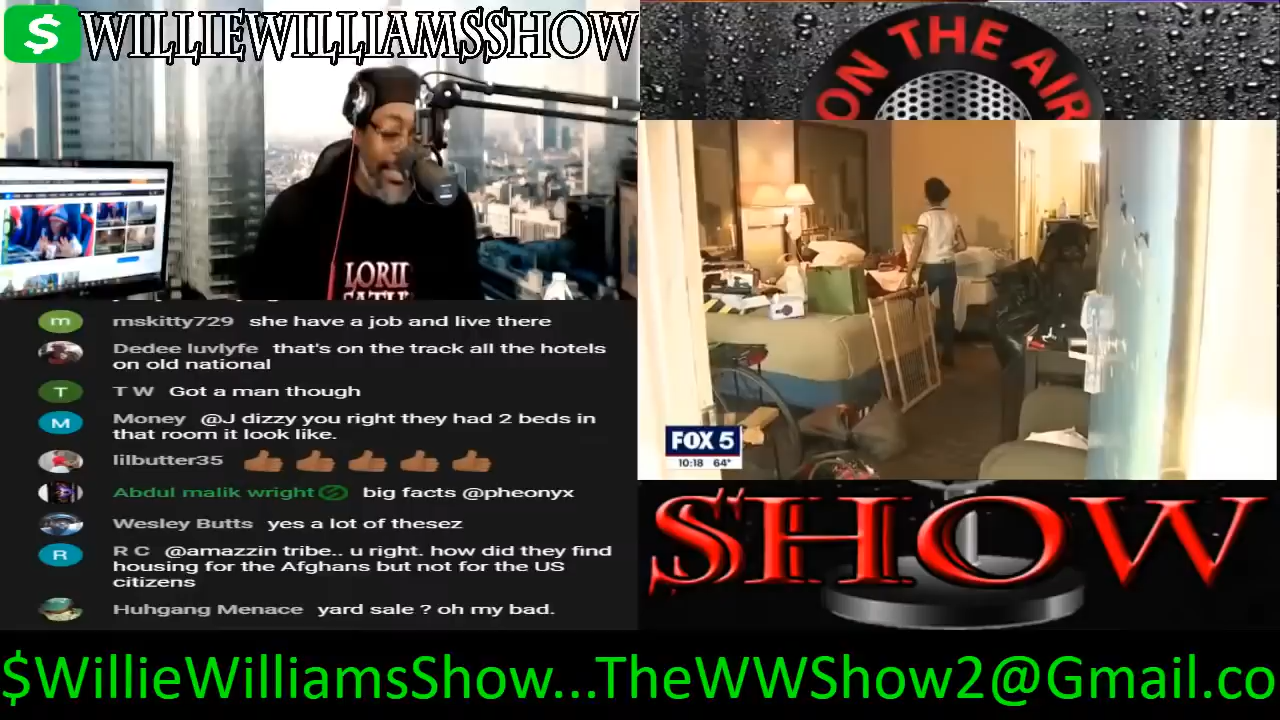 $ WILLIEWILLIAMSSHOW
ON THE AIR
LORD
mskitty729 she have a job and live there
Dedee luvlyfe that's on the track all the hotels
on old national
T T W Got a man though
M Money @J dizzy you right they had 2 beds in
that room it look like.
lilbutter35
Abdul malik wright big facts @pheonyx
Wesley Butts yes a lot of thesez
R R C @amazzin tribe.. u right. how did they find
housing for the Afghans but not for the US
citizens
Huhgang Menace yard sale ? oh my bad.
FOX 5
10:18 64°
SHOW
$WillieWilliamsShow...TheWWShow2@Gmail.co